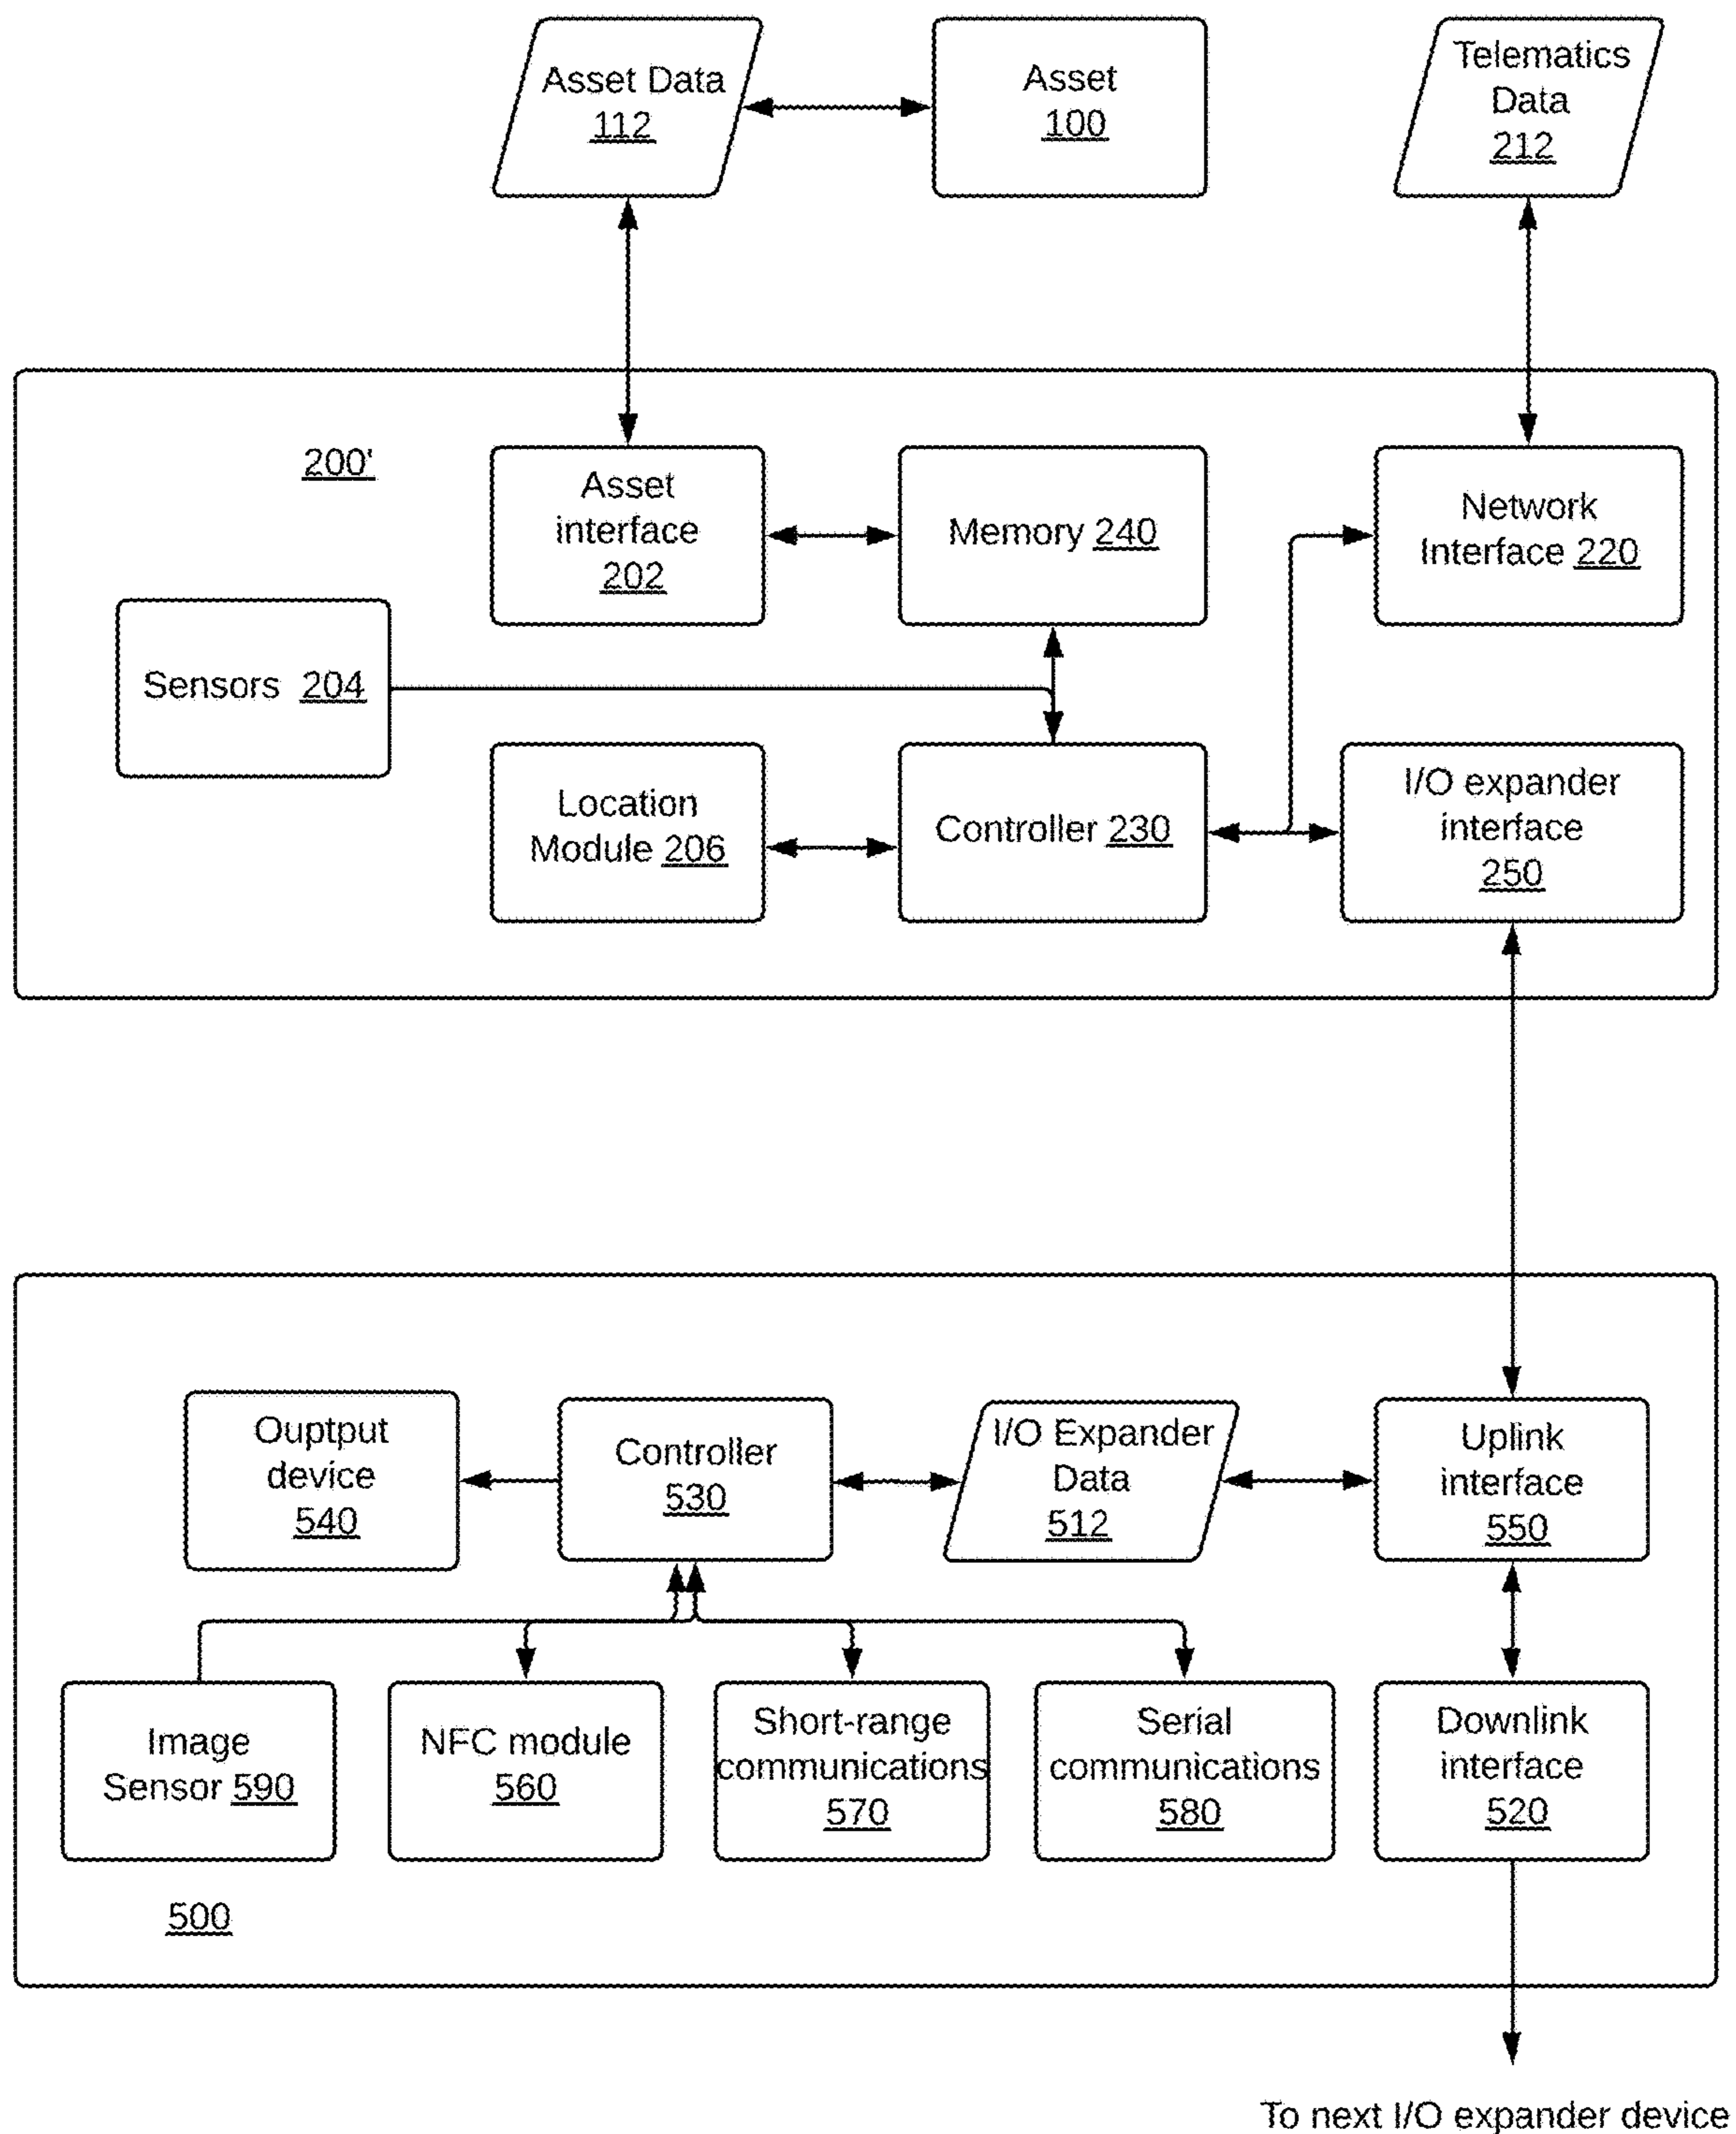 Asset Data
112
Asset
100
Telematics
Data
212
200'
Asset
interface
202
Memory 240
Network
Interface 220
Sensors 204
Location
Module 206
Controller 230
I/O expander
interface
250
Ouptput
device
540
Controller
530
I/O Expander
Data
512
Uplink
interface
550
Image
Sensor 590
NFC module
560
Short-range
communications
570
Serial
communications
580
Downlink
interface
520
500
To next I/O expander device